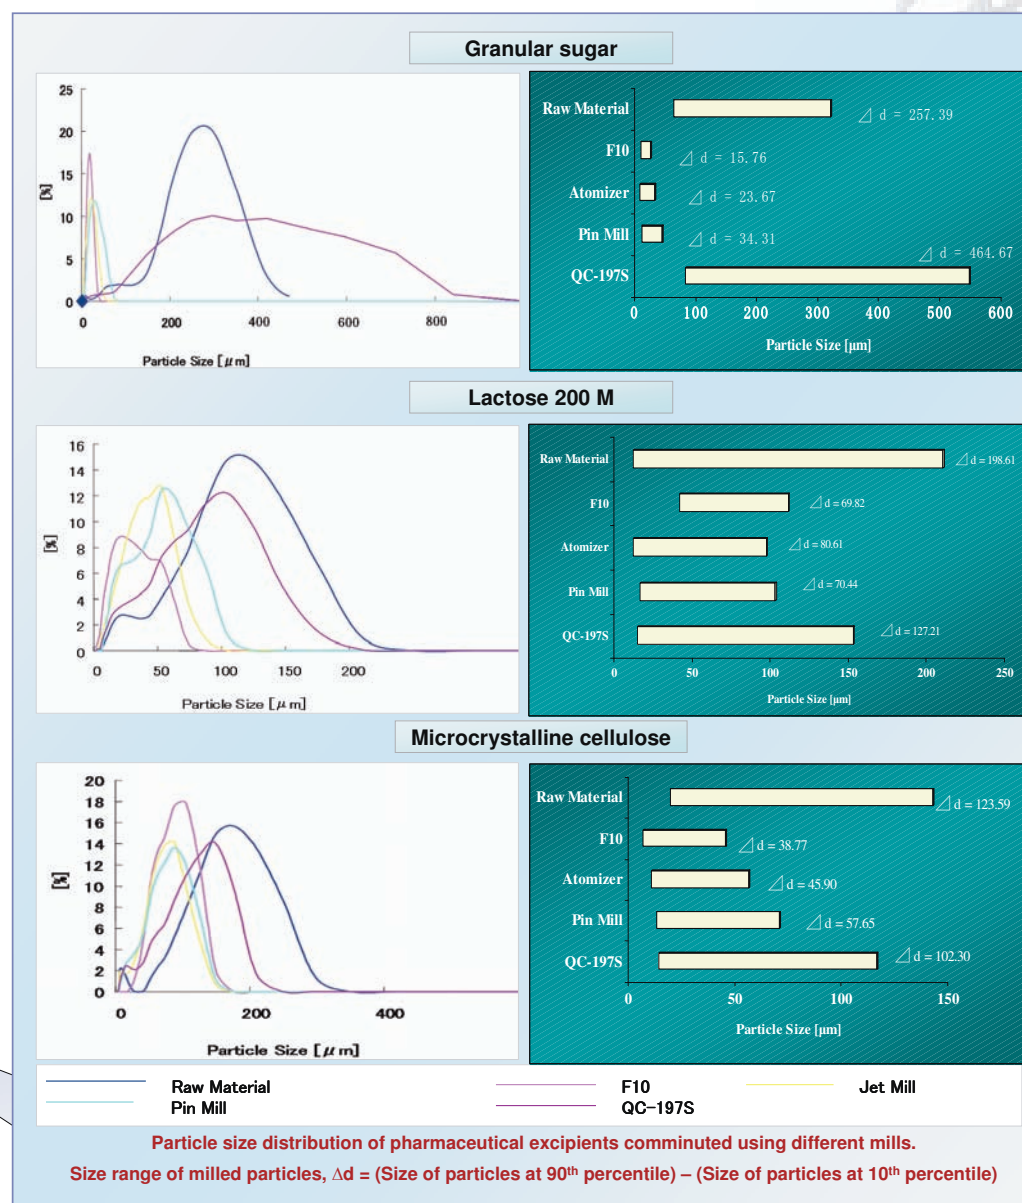 Granular sugar
25
20
15
10
5
0
[%]
0 200 400 600 800
Particle Size [μm]
Raw Material
F10
Atomizer
Pin Mill
QC-197S
⊿ d = 257.39
⊿ d = 15.76
⊿ d = 23.67
⊿ d = 34.31
⊿ d = 464.67
0 100 200 300 400 500 600
Particle Size [μm]
Lactose 200 M
16
14
12
10
8
6
4
2
0
[%]
0 50 100 150 200
Particle Size [μm]
Raw Material
F10
Atomizer
Pin Mill
QC-197S
⊿ d = 198.61
⊿ d = 69.82
⊿ d = 80.61
⊿ d = 70.44
⊿ d = 127.21
0 50 100 150 200 250
Particle Size [μm]
Microcrystalline cellulose
20
18
16
14
12
10
8
6
4
2
0
[%]
0 200 400
Particle Size [μm]
Raw Material
F10
Atomizer
Pin Mill
QC-197S
⊿ d = 123.59
⊿ d = 38.77
⊿ d = 45.90
⊿ d = 57.65
⊿ d = 102.30
0 50 100 150
Particle Size [μm]
Raw Material F10 Jet Mill
Pin Mill QC-197S
Particle size distribution of pharmaceutical excipients comminuted using different mills.
Size range of milled particles, Δd = (Size of particles at 90th percentile) – (Size of particles at 10th percentile)